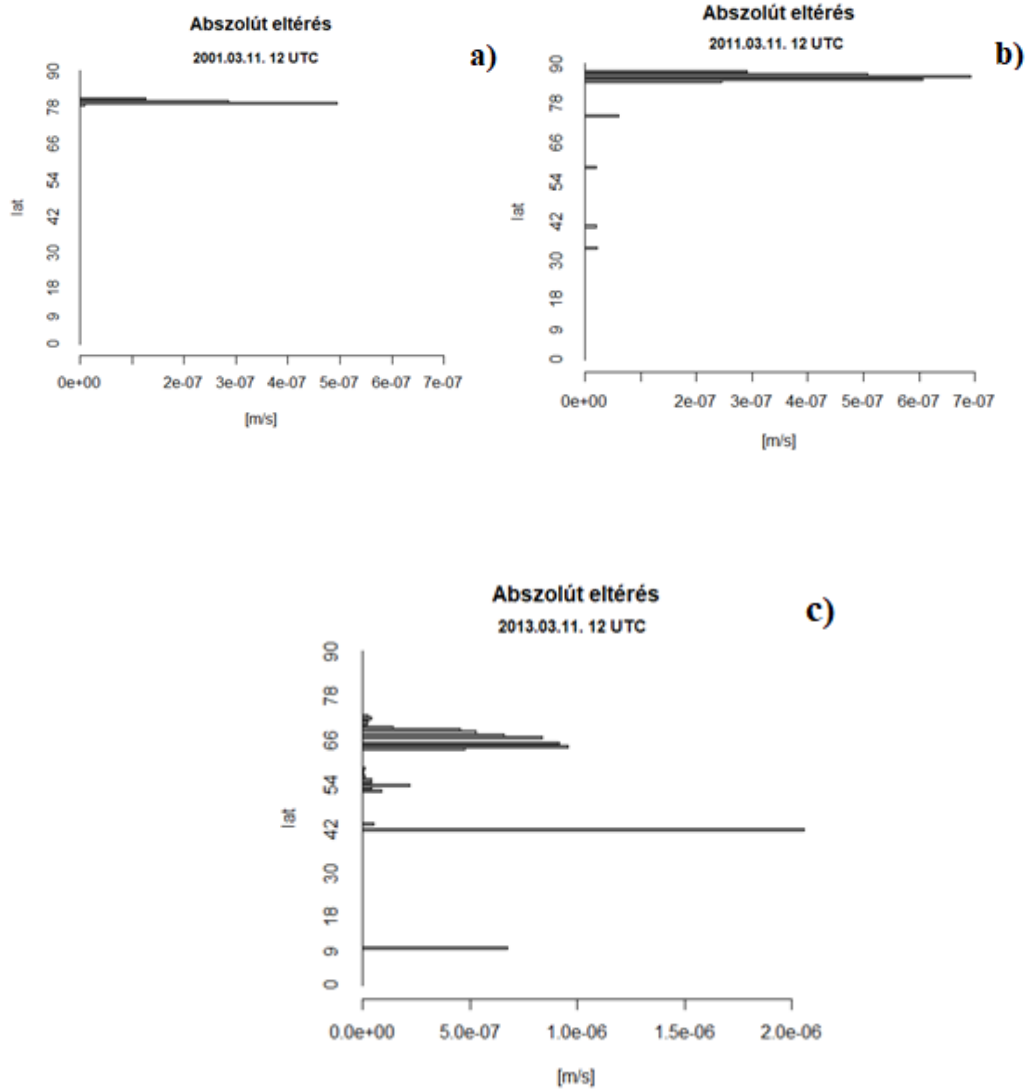 Abszolút eltérés
2001.03.11. 12 UTC
a)
90
78
66
54
42
30
18
9
0
lat
0e+00 2e-07 3e-07 4e-07 5e-07 6e-07 7e-07
[m/s]
Abszolút eltérés
2011.03.11. 12 UTC
b)
90
78
66
54
42
30
18
9
0
lat
0e+00 2e-07 3e-07 4e-07 5e-07 6e-07 7e-07
[m/s]
Abszolút eltérés
2013.03.11. 12 UTC
c)
90
78
66
54
42
30
18
9
0
lat
0.0e+00 5.0e-07 1.0e-06 1.5e-06 2.0e-06
[m/s]